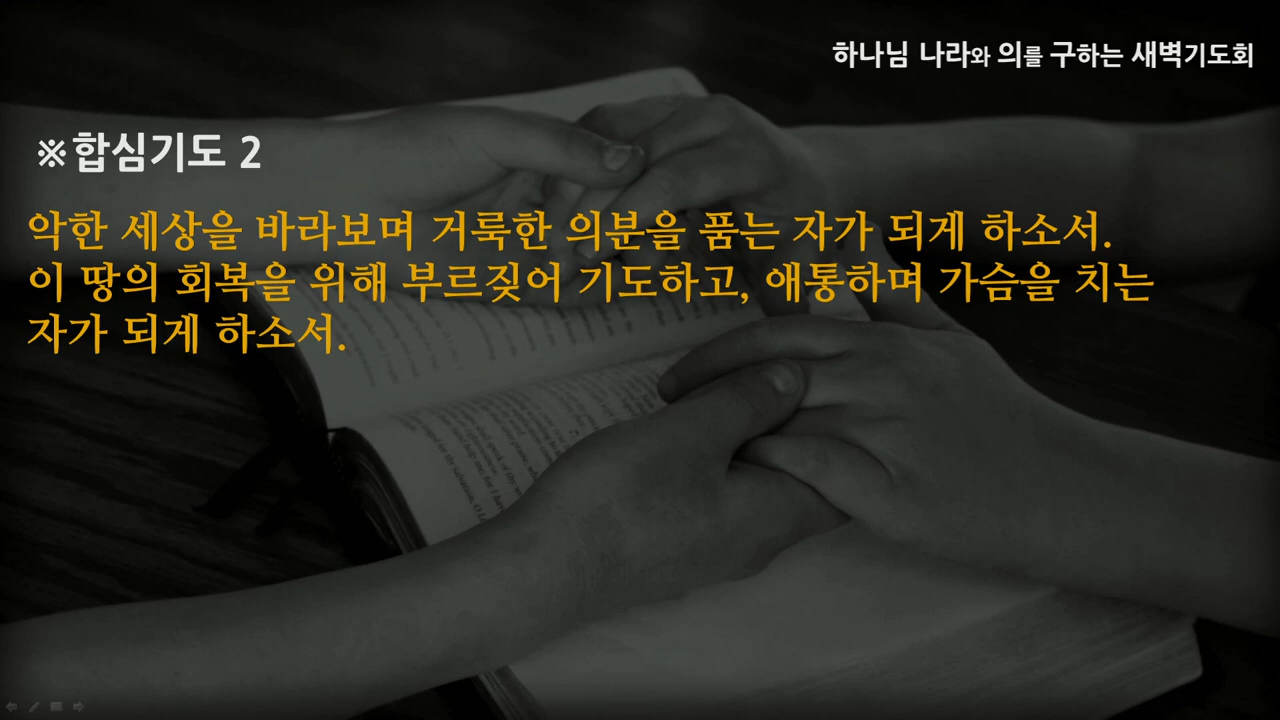 하나님 나라와 의를 구하는 새벽기도회
※합심기도 2
악한 세상을 바라보며 거룩한 의분을 품는 자가 되게 하소서.
이 땅의 회복을 위해 부르짖어 기도하고, 애통하며 가슴을 치는
자가 되게 하소서.